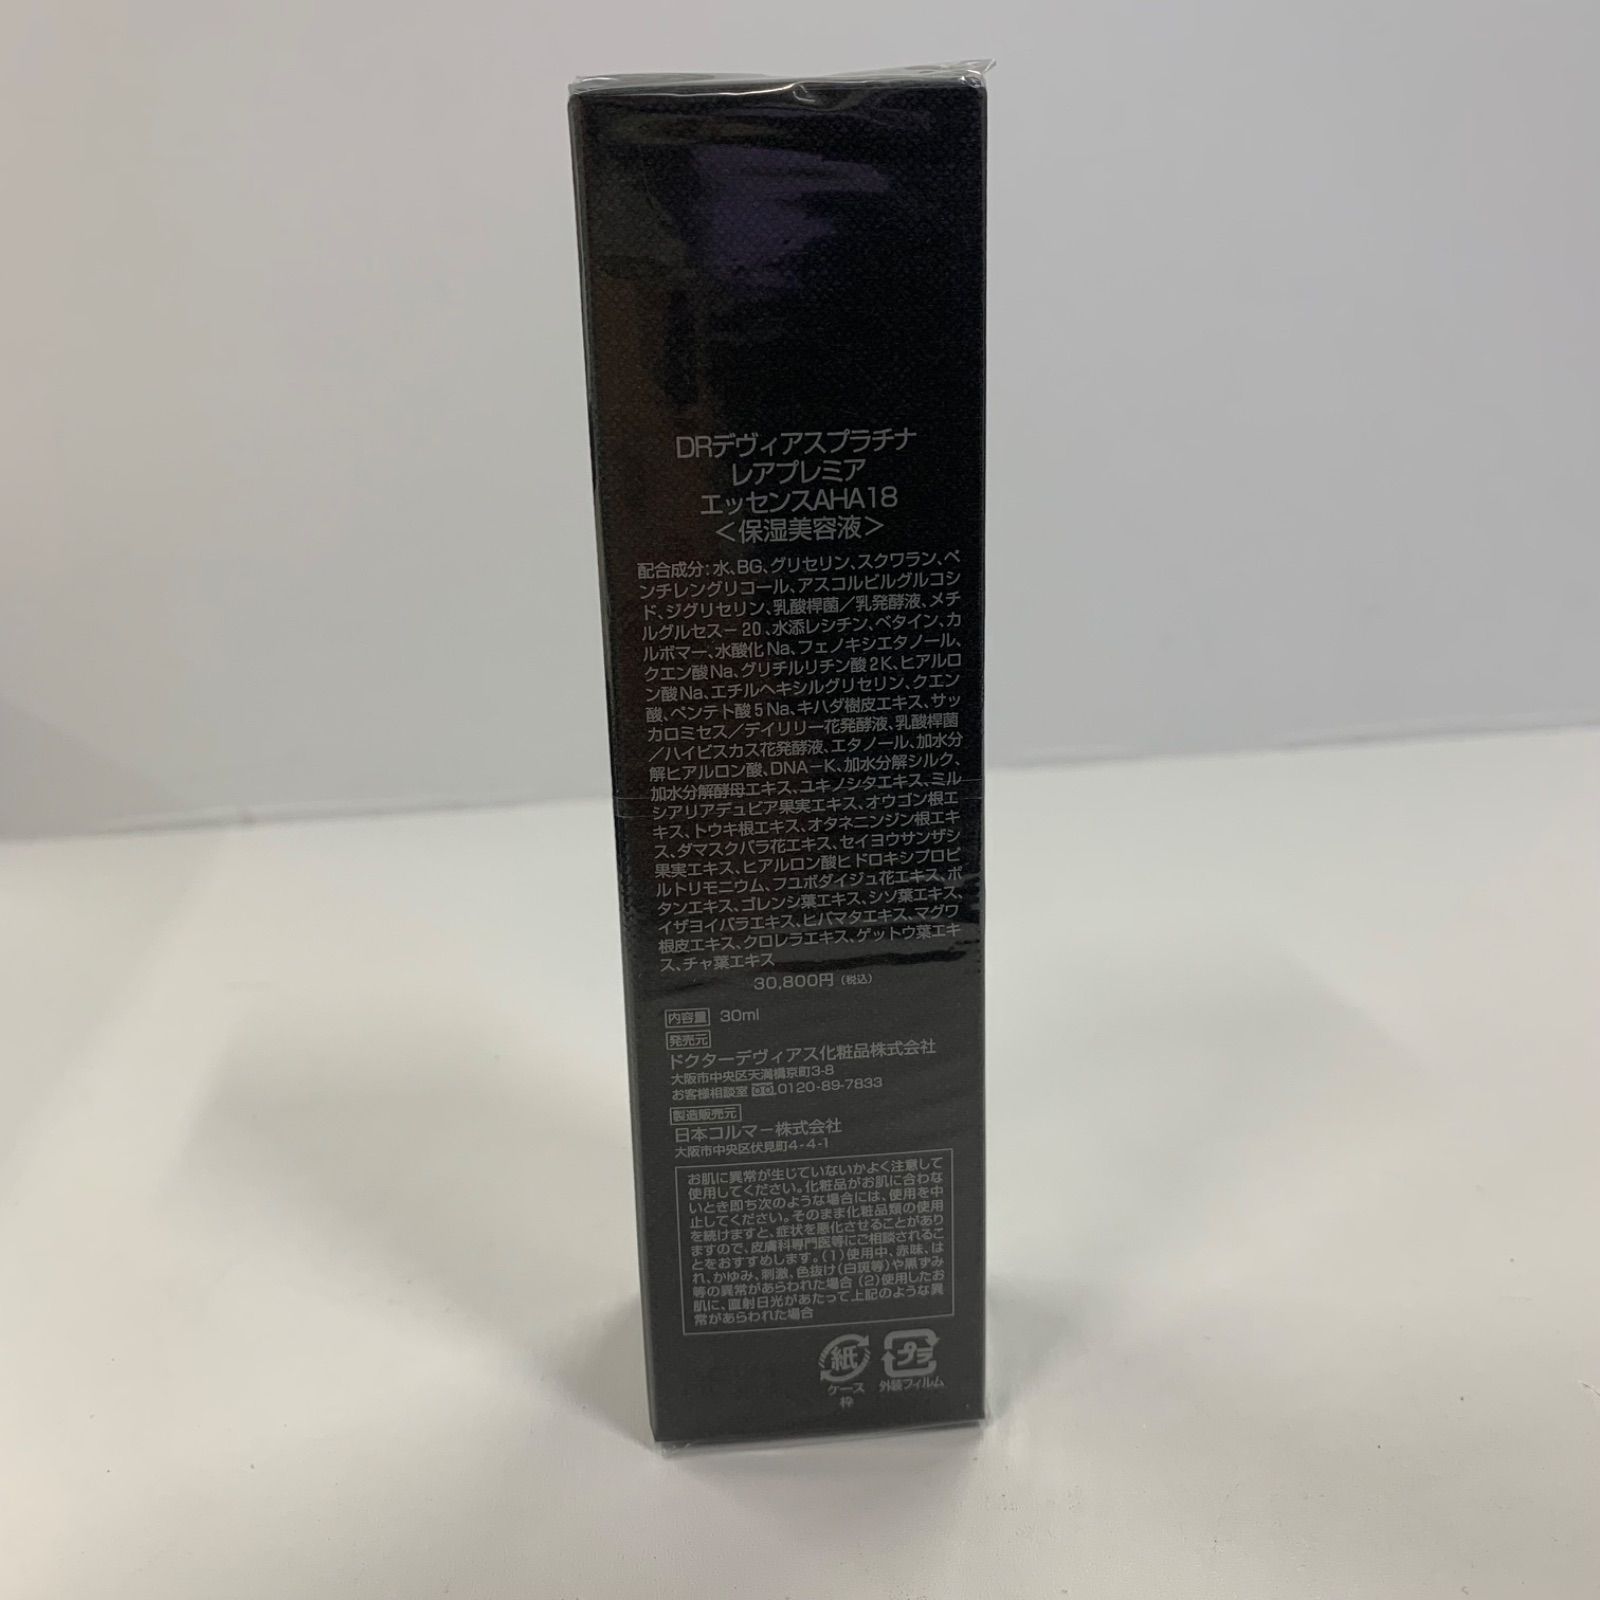 DRデヴィアスプラチナ
レアプレミア
エッセンスAHA18
＜保湿美容液＞
配合成分:水、BG、グリセリン、スクワラン、ペ
ンチレングリコール、アスコルビルグルコシ
ド、ジグリセリン、乳酸桿菌／乳発酵液、メチ
ルグルセス－20、水添レシチン、ベタイン、カ
ルボマー、水酸化Na、フェノキシエタノール、
クエン酸Na、グリチルリチン酸2K、ヒアルロ
ン酸Na、エチルヘキシルグリセリン、クエン
酸、ペンテト酸5Na、キハダ樹皮エキス、サッ
カロミセス／デイリリー花発酵液、乳酸桿菌
／ハイビスカス花発酵液、エタノール、加水分
解ヒアルロン酸、DNA－K、加水分解シルク、
加水分解酵母エキス、ユキノシタエキス、ミル
シアリアデュビア果実エキス、オウゴン根エ
キス、トウキ根エキス、オタネニンジン根エキ
ス、ダマスクバラ花エキス、セイヨウサンザシ
果実エキス、ヒアルロン酸ヒドロキシプロピ
ルトリモニウム、フユボダイジュ花エキス、ボ
タンエキス、ゴレンシ葉エキス、シソ葉エキス、
イザヨイバラエキス、ヒバマタエキス、マグワ
根皮エキス、クロレラエキス、ゲットウ葉エキ
ス、チャ葉エキス
30,800円（税込）
内容量 30ml
発売元
ドクターデヴィアス化粧品株式会社
大阪市中央区天満橋京町3-8
お客様相談室 0120-89-7833
製造販売元
日本コルマー株式会社
大阪市中央区伏見町4-4-1
お肌に異常が生じていないかよく注意して
使用してください。化粧品がお肌に合わな
いとき即ち次のような場合には、使用を中
止してください。そのまま化粧品類の使用
を続けますと、症状を悪化させることがあり
ますので、皮膚科専門医等にご相談されるこ
とをおすすめします。(1)使用中、赤味、は
れ、かゆみ、刺激、色抜け(白斑等)や黒ずみ
等の異常があらわれた場合(2)使用したお
肌に、直射日光があたって上記のような異
常があらわれた場合
紙 プラ
ケース 外装フィルム
枠